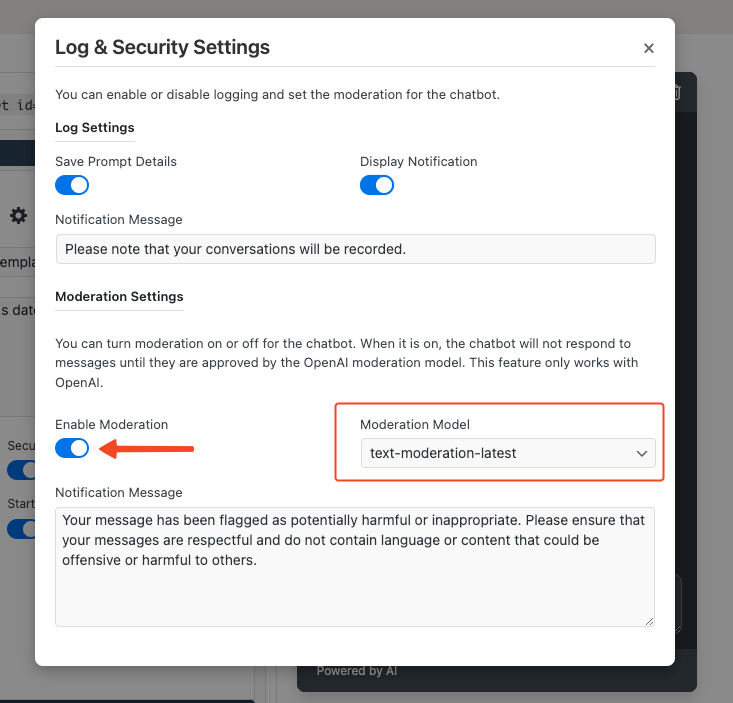 Log & Security Settings
You can enable or disable logging and set the moderation for the chatbot.
Log Settings
Save Prompt Details
Display Notification
Notification Message
Please note that your conversations will be recorded.
Moderation Settings
You can turn moderation on or off for the chatbot. When it is on, the chatbot will not respond to
messages until they are approved by the OpenAI moderation model. This feature only works with
OpenAI.
Enable Moderation
Moderation Model
text-moderation-latest
Notification Message
Your message has been flagged as potentially harmful or inappropriate. Please ensure that
your messages are respectful and do not contain language or content that could be
offensive or harmful to others.
Powered by AI